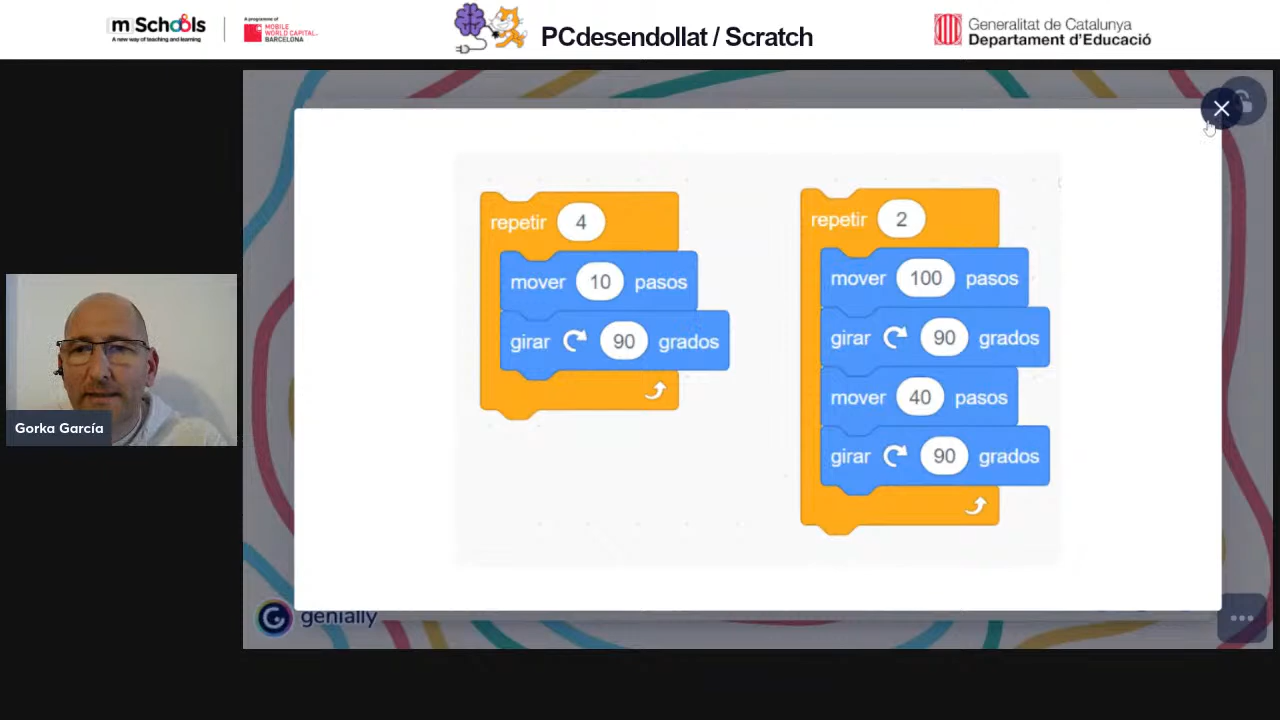 mSchools
A new way of teaching and learning
A programme of
MOBILE
WORLD CAPITAL
BARCELONA
PCdesendollat / Scratch
Generalitat de Catalunya
Departament d'Educació
repetir 4
mover 10 pasos
girar 90 grados
repetir 2
mover 100 pasos
girar 90 grados
mover 40 pasos
girar 90 grados
Gorka García
genially